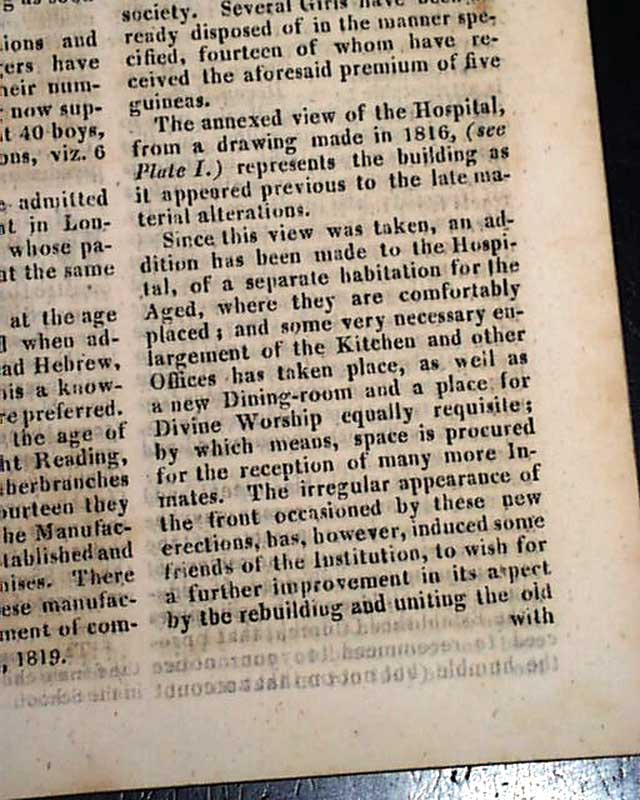 ions and
ers have
heir num-
now sup-
t 40 boys,
ons, viz. 6
admitted
nt in Lon-
whose pa-
at the same
at the age
when ad-
ead Hebrew,
his a know-
re preferred.
the age of
ht Reading,
herbranches
ourteen they
he Manufac-
tablished and
mises. There
ese manufac-
ment of com-
, 1819.
society. Several Girls have been
ready disposed of in the manner spe-
cified, fourteen of whom have re-
ceived the aforesaid premium of five
guineas.
The annexed view of the Hospital,
from a drawing made in 1816, (see
Plate I.) represents the building as
it appeared previous to the late ma-
terial alterations.
Since this view was taken, an ad-
dition has been made to the Hospi-
tal, of a separate habitation for the
Aged, where they are comfortably
placed; and some very necessary en-
largement of the Kitchen and other
Offices has taken place, as well as
a new Dining-room and a place for
Divine Worship equally requisite;
by which means, space is procured
for the reception of many more In-
mates. The irregular appearance of
the front occasioned by these new
erections, has, however, induced some
friends of the Institution, to wish for
a further improvement in its aspect
by the rebuilding and uniting the old
with